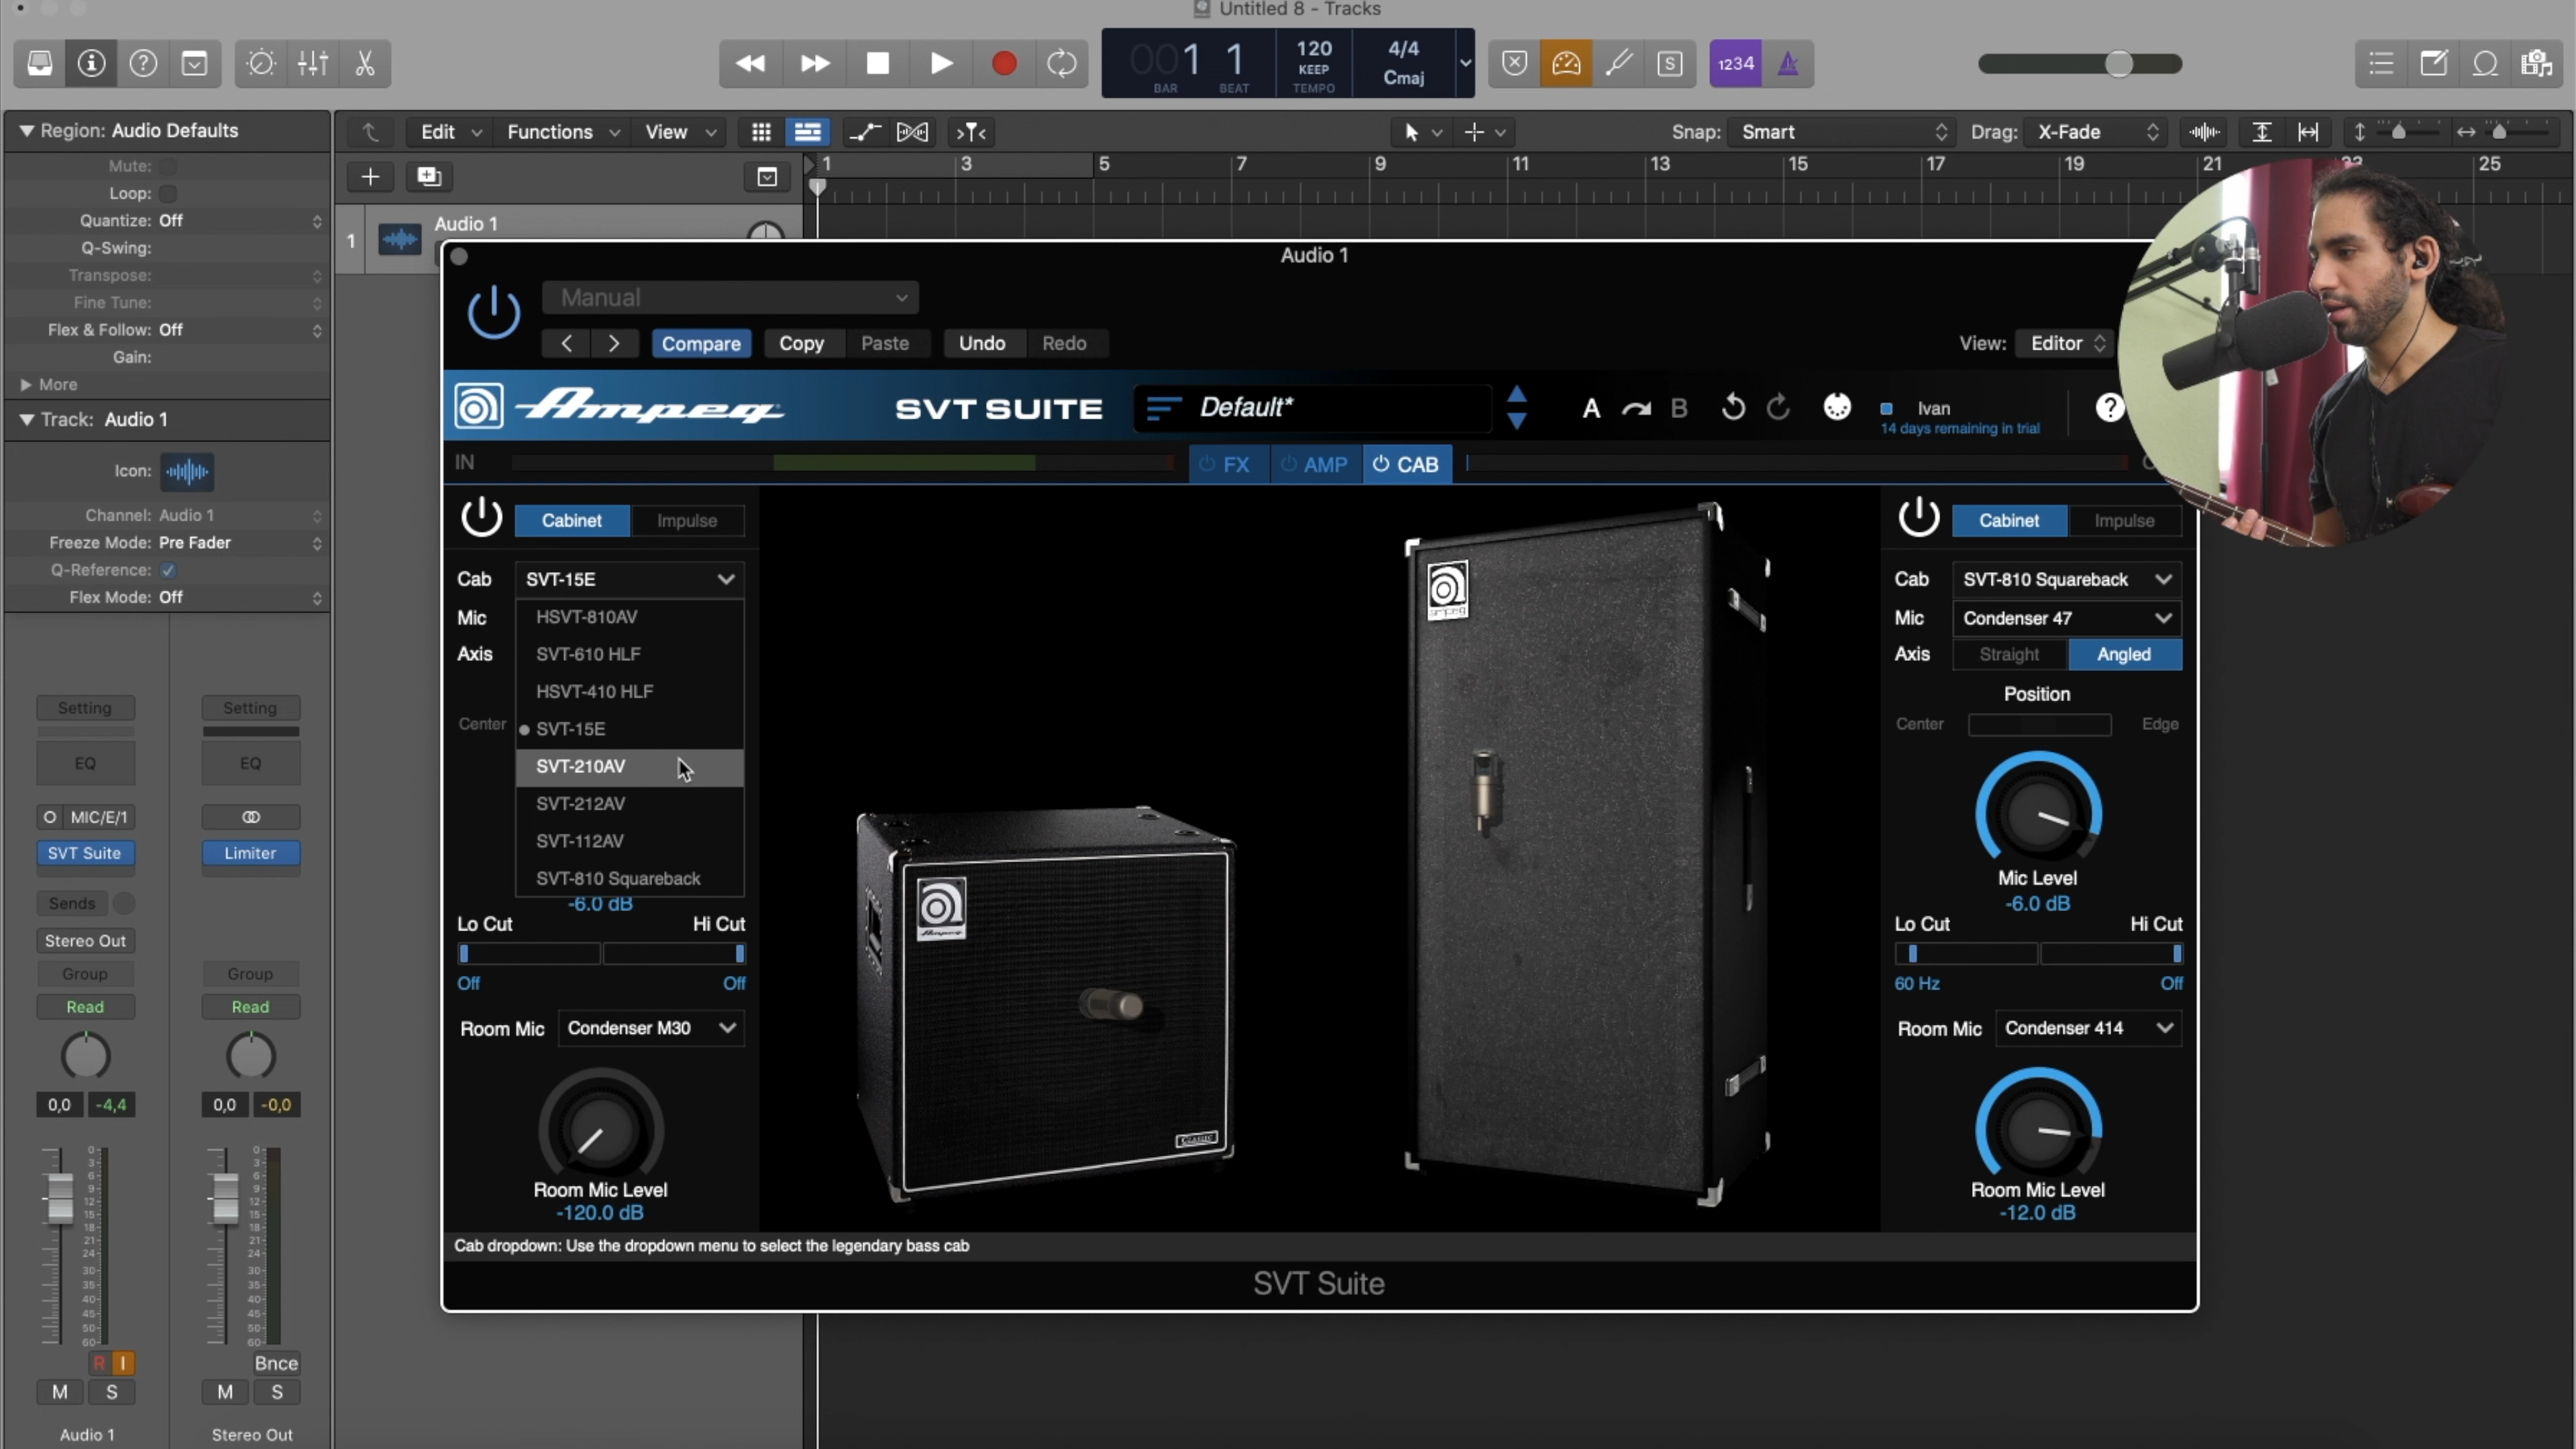 Untitled 8 - Tracks
1 1
BAR BEAT
120
KEEP
TEMPO
4/4
Cmaj
S
1234
Region: Audio Defaults
Mute:
Loop:
Quantize: Off
Q-Swing:
Transpose:
Fine Tune:
Flex & Follow: Off
Gain:
More
Track: Audio 1
Icon:
Channel: Audio 1
Freeze Mode: Pre Fader
Q-Reference:
Flex Mode: Off
Edit Functions View
Snap: Smart Drag: X-Fade
1 3 5 7 9 11 13 15 17 19 21 23 25
1 Audio 1
Audio 1
Manual
Compare Copy Paste Undo Redo
View: Editor
Ampeg SVT SUITE Default* A B
Ivan
14 days remaining in trial
?
IN FX AMP CAB
Cabinet Impulse
Cab SVT-15E
Mic
Axis
Center
HSVT-810AV
SVT-610 HLF
HSVT-410 HLF
SVT-15E
SVT-210AV
SVT-212AV
SVT-112AV
SVT-810 Squareback
-6.0 dB
Lo Cut Hi Cut
Off Off
Room Mic Condenser M30
Room Mic Level
-120.0 dB
Ampeg
Classic
Cabinet Impulse
Cab SVT-810 Squareback
Mic Condenser 47
Axis Straight Angled
Position
Center Edge
Mic Level
-6.0 dB
Lo Cut Hi Cut
60 Hz Off
Room Mic Condenser 414
Room Mic Level
-12.0 dB
Cab dropdown: Use the dropdown menu to select the legendary bass cab
SVT Suite
Setting Setting
EQ EQ
MIC/E/1
SVT Suite Limiter
Sends
Stereo Out
Group Group
Read Read
0,0 -4,4 0,0 -0,0
R I Bnce
M S M S
Audio 1 Stereo Out